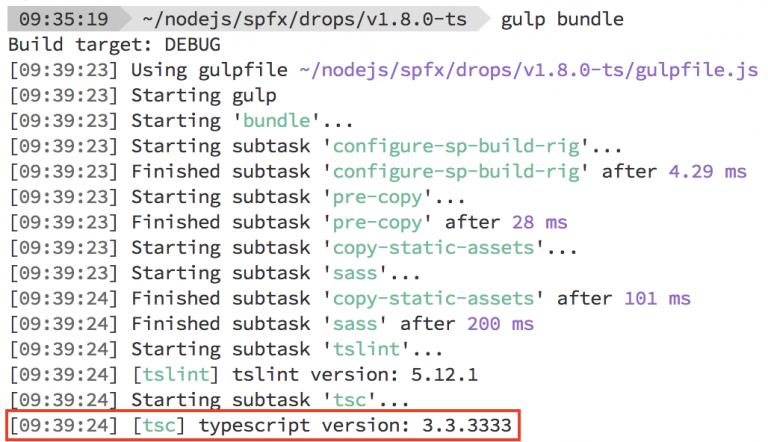 09:35:19 ~/nodejs/spfx/drops/v1.8.0-ts gulp bundle
Build target: DEBUG
[09:39:23] Using gulpfile ~/nodejs/spfx/drops/v1.8.0-ts/gulpfile.js
[09:39:23] Starting gulp
[09:39:23] Starting 'bundle'...
[09:39:23] Starting subtask 'configure-sp-build-rig'...
[09:39:23] Finished subtask 'configure-sp-build-rig' after 4.29 ms
[09:39:23] Starting subtask 'pre-copy'...
[09:39:23] Finished subtask 'pre-copy' after 28 ms
[09:39:23] Starting subtask 'copy-static-assets'...
[09:39:23] Starting subtask 'sass'...
[09:39:24] Finished subtask 'copy-static-assets' after 101 ms
[09:39:24] Finished subtask 'sass' after 200 ms
[09:39:24] Starting subtask 'tslint'...
[09:39:24] [tslint] tslint version: 5.12.1
[09:39:24] Starting subtask 'tsc'...
[09:39:24] [tsc] typescript version: 3.3.3333